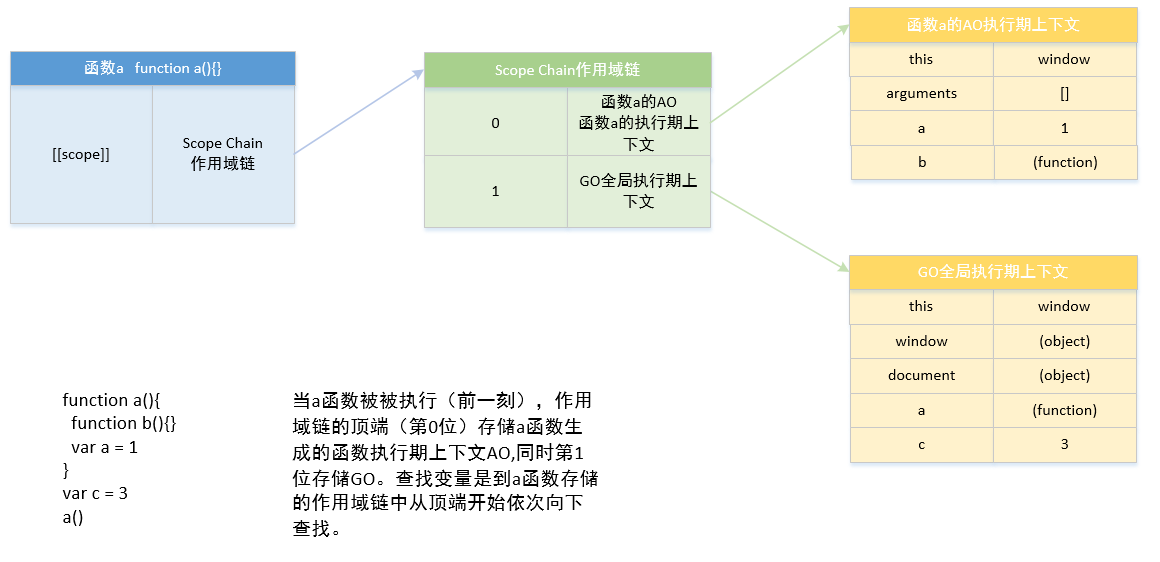 函数a function a(){}
[[scope]]
Scope Chain
作用域链
Scope Chain作用域链
0
函数a的AO
函数a的执行期上
下文
1
GO全局执行期上
下文
函数a的AO执行期上下文
this window
arguments []
a 1
b (function)
GO全局执行期上下文
this window
window (object)
document (object)
a (function)
c 3
function a(){
function b(){}
var a = 1
}
var c = 3
a()
当a函数被被执行（前一刻），作用
域链的顶端（第0位）存储a函数生
成的函数执行期上下文AO,同时第1
位存储GO。查找变量是到a函数存储
的作用域链中从顶端开始依次向下
查找。